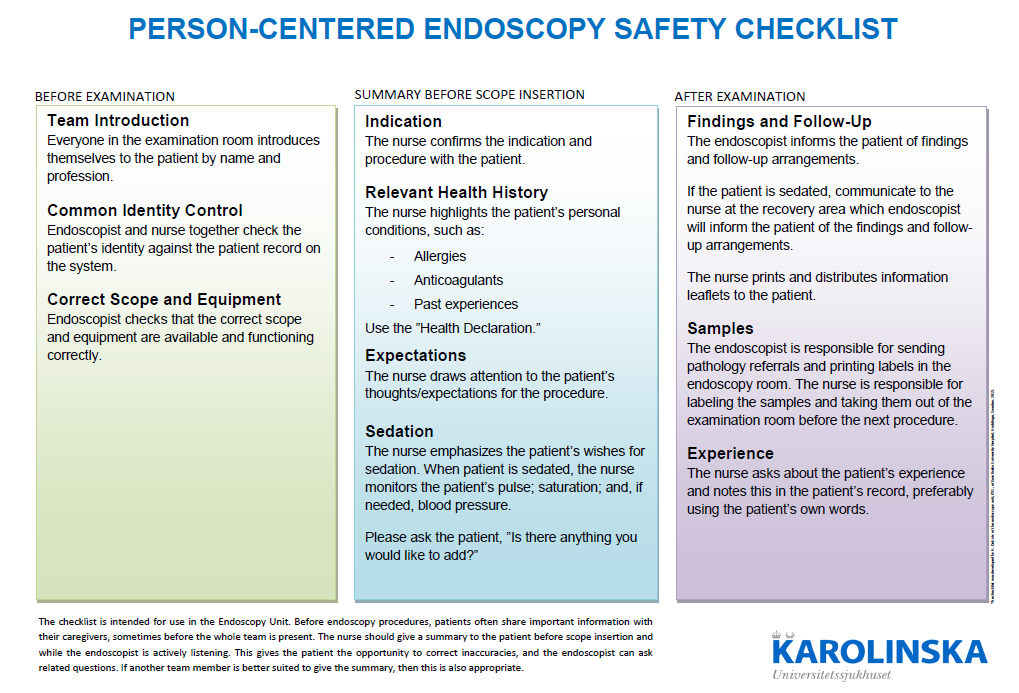 PERSON-CENTERED ENDOSCOPY SAFETY CHECKLIST
BEFORE EXAMINATION
Team Introduction
Everyone in the examination room introduces
themselves to the patient by name and
profession.
Common Identity Control
Endoscopist and nurse together check the
patient's identity against the patient record on
the system.
Correct Scope and Equipment
Endoscopist checks that the correct scope
and equipment are available and functioning
correctly.
SUMMARY BEFORE SCOPE INSERTION
Indication
The nurse confirms the indication and
procedure with the patient.
Relevant Health History
The nurse highlights the patient's personal
conditions, such as:
- Allergies
- Anticoagulants
- Past experiences
Use the ”Health Declaration.”
Expectations
The nurse draws attention to the patient's
thoughts/expectations for the procedure.
Sedation
The nurse emphasizes the patient's wishes for
sedation. When patient is sedated, the nurse
monitors the patient's pulse; saturation; and, if
needed, blood pressure.
Please ask the patient, ”Is there anything you
would like to add?”
AFTER EXAMINATION
Findings and Follow-Up
The endoscopist informs the patient of findings
and follow-up arrangements.
If the patient is sedated, communicate to the
nurse at the recovery area which endoscopist
will inform the patient of the findings and follow-
up arrangements.
The nurse prints and distributes information
leaflets to the patient.
Samples
The endoscopist is responsible for sending
pathology referrals and printing labels in the
endoscopy room. The nurse is responsible for
labeling the samples and taking them out of the
examination room before the next procedure.
Experience
The nurse asks about the patient's experience
and notes this in the patient's record, preferably
using the patient's own words.
The checklist is intended for use in the Endoscopy Unit. Before endoscopy procedures, patients often share important information with
their caregivers, sometimes before the whole team is present. The nurse should give a summary to the patient before scope insertion and
while the endoscopist is actively listening. This gives the patient the opportunity to correct inaccuracies, and the endoscopist can ask
related questions. If another team member is better suited to give the summary, then this is also appropriate.
KAROLINSKA
Universitetssjukhuset